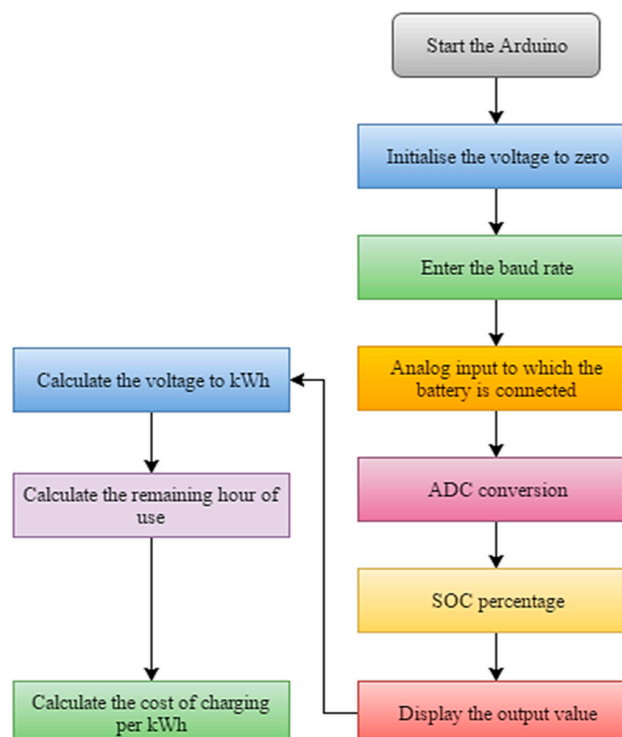 Start the Arduino
Initialise the voltage to zero
Enter the baud rate
Analog input to which the
battery is connected
ADC conversion
SOC percentage
Display the output value
Calculate the voltage to kWh
Calculate the remaining hour of
use
Calculate the cost of charging
per kWh